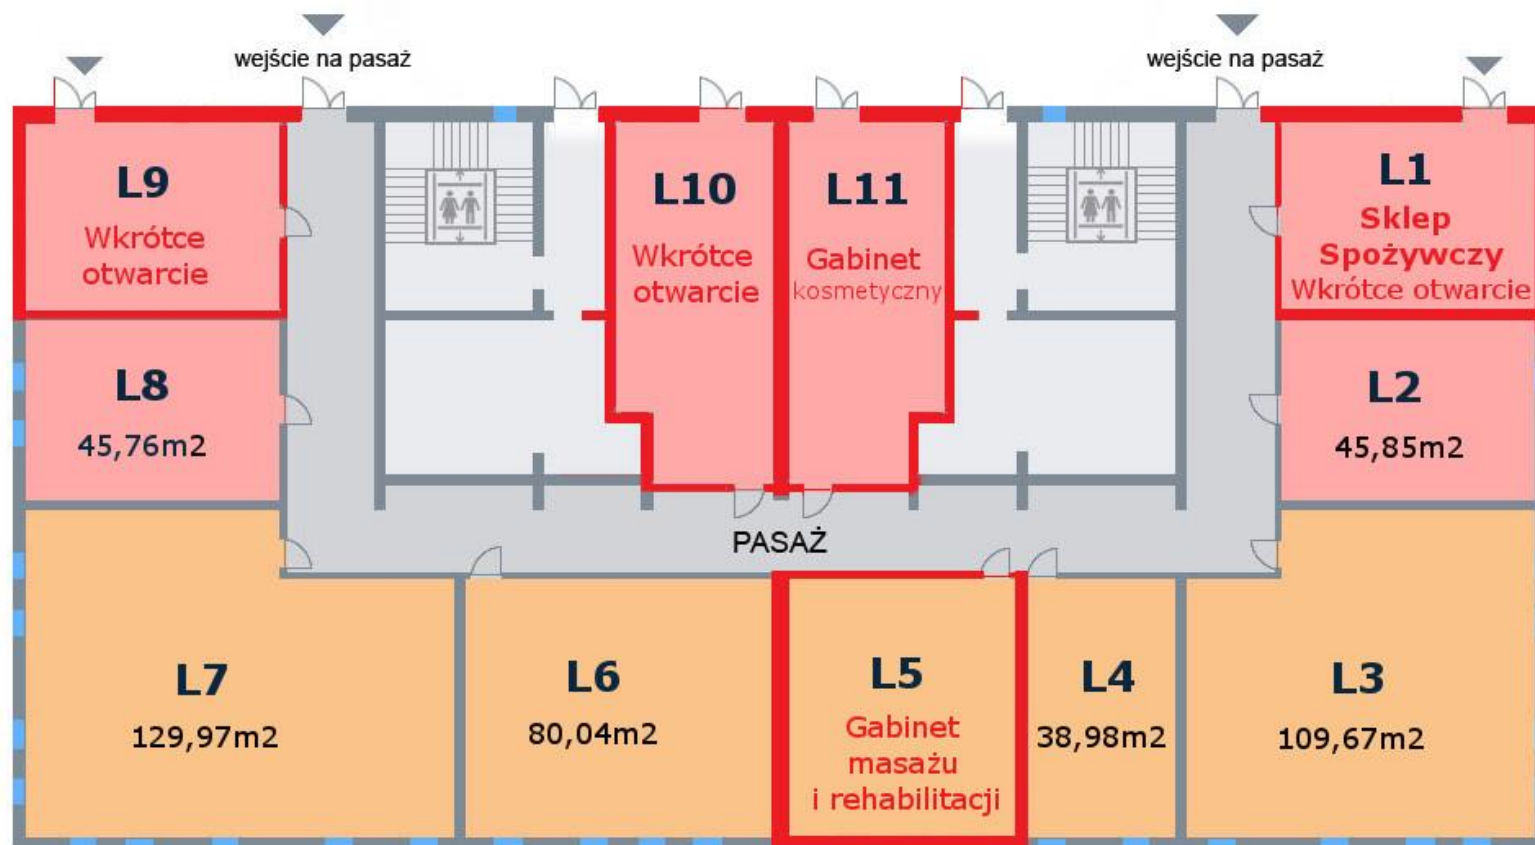 wejście na pasaż
wejście na pasaż
L9
Wkrótce
otwarcie
L10
Wkrótce
otwarcie
L11
Gabinet
kosmetyczny
L1
Sklep
Spożywczy
Wkrótce otwarcie
L8
45,76m2
L2
45,85m2
PASAŻ
L7
129,97m2
L6
80,04m2
L5
Gabinet
masażu
i rehabilitacji
L4
38,98m2
L3
109,67m2